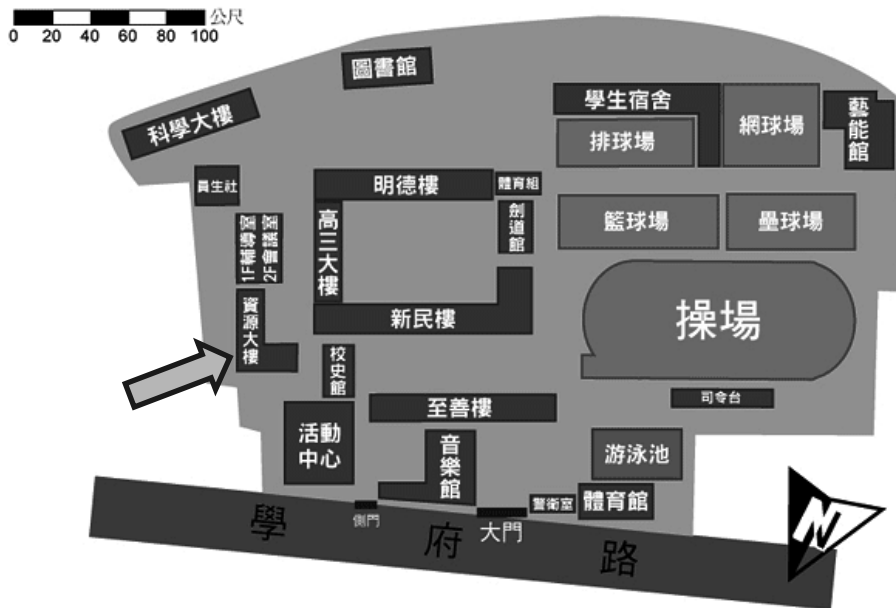 公尺
0 20 40 60 80 100
圖書館
科學大樓
學生宿舍
排球場
網球場
藝能館
員生社
明德樓
體育組
劍道館
高三大樓
1F輔導室
2F會議室
籃球場
壘球場
資源大樓
新民樓
操場
校史館
至善樓
司令台
活動
中心
音樂館
游泳池
體育館
警衛室
側門
大門
學府路
N